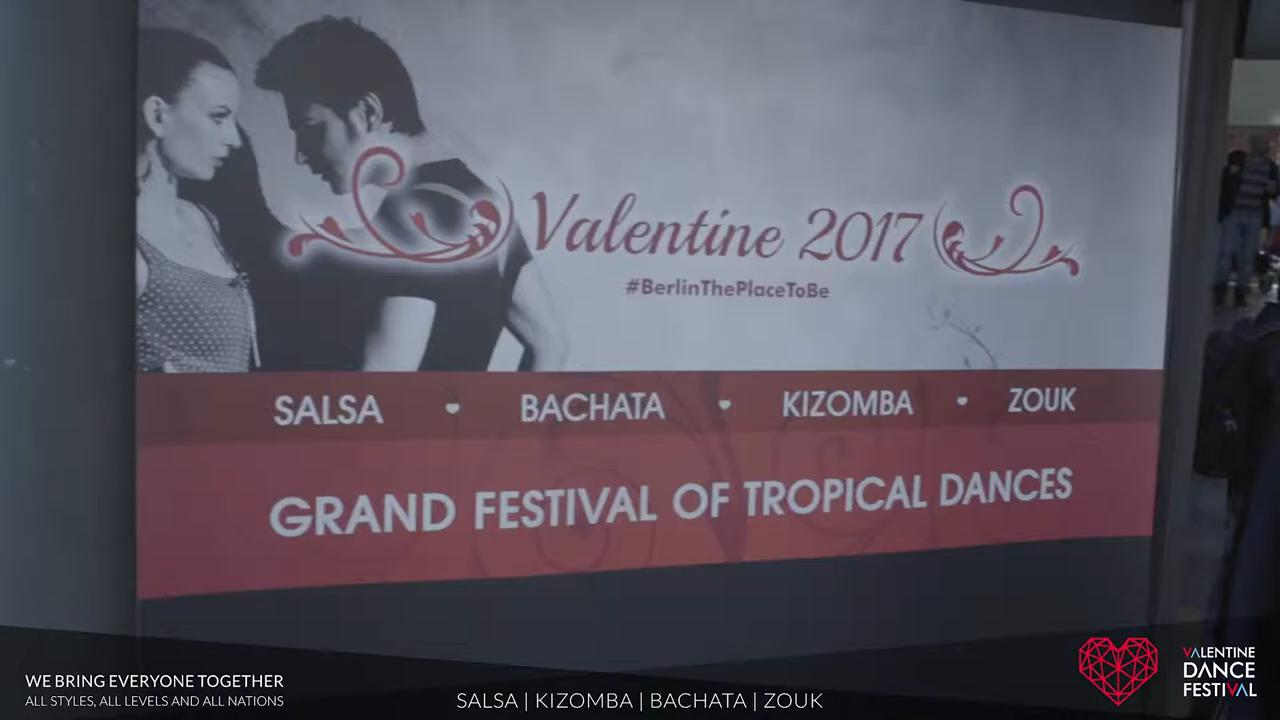 Valentine 2017
#BerlinThePlaceToBe
SALSA BACHATA KIZOMBA ZOUK
GRAND FESTIVAL OF TROPICAL DANCES
WE BRING EVERYONE TOGETHER
ALL STYLES, ALL LEVELS AND ALL NATIONS
SALSA | KIZOMBA | BACHATA | ZOUK
VALENTINE
DANCE
FESTIVAL